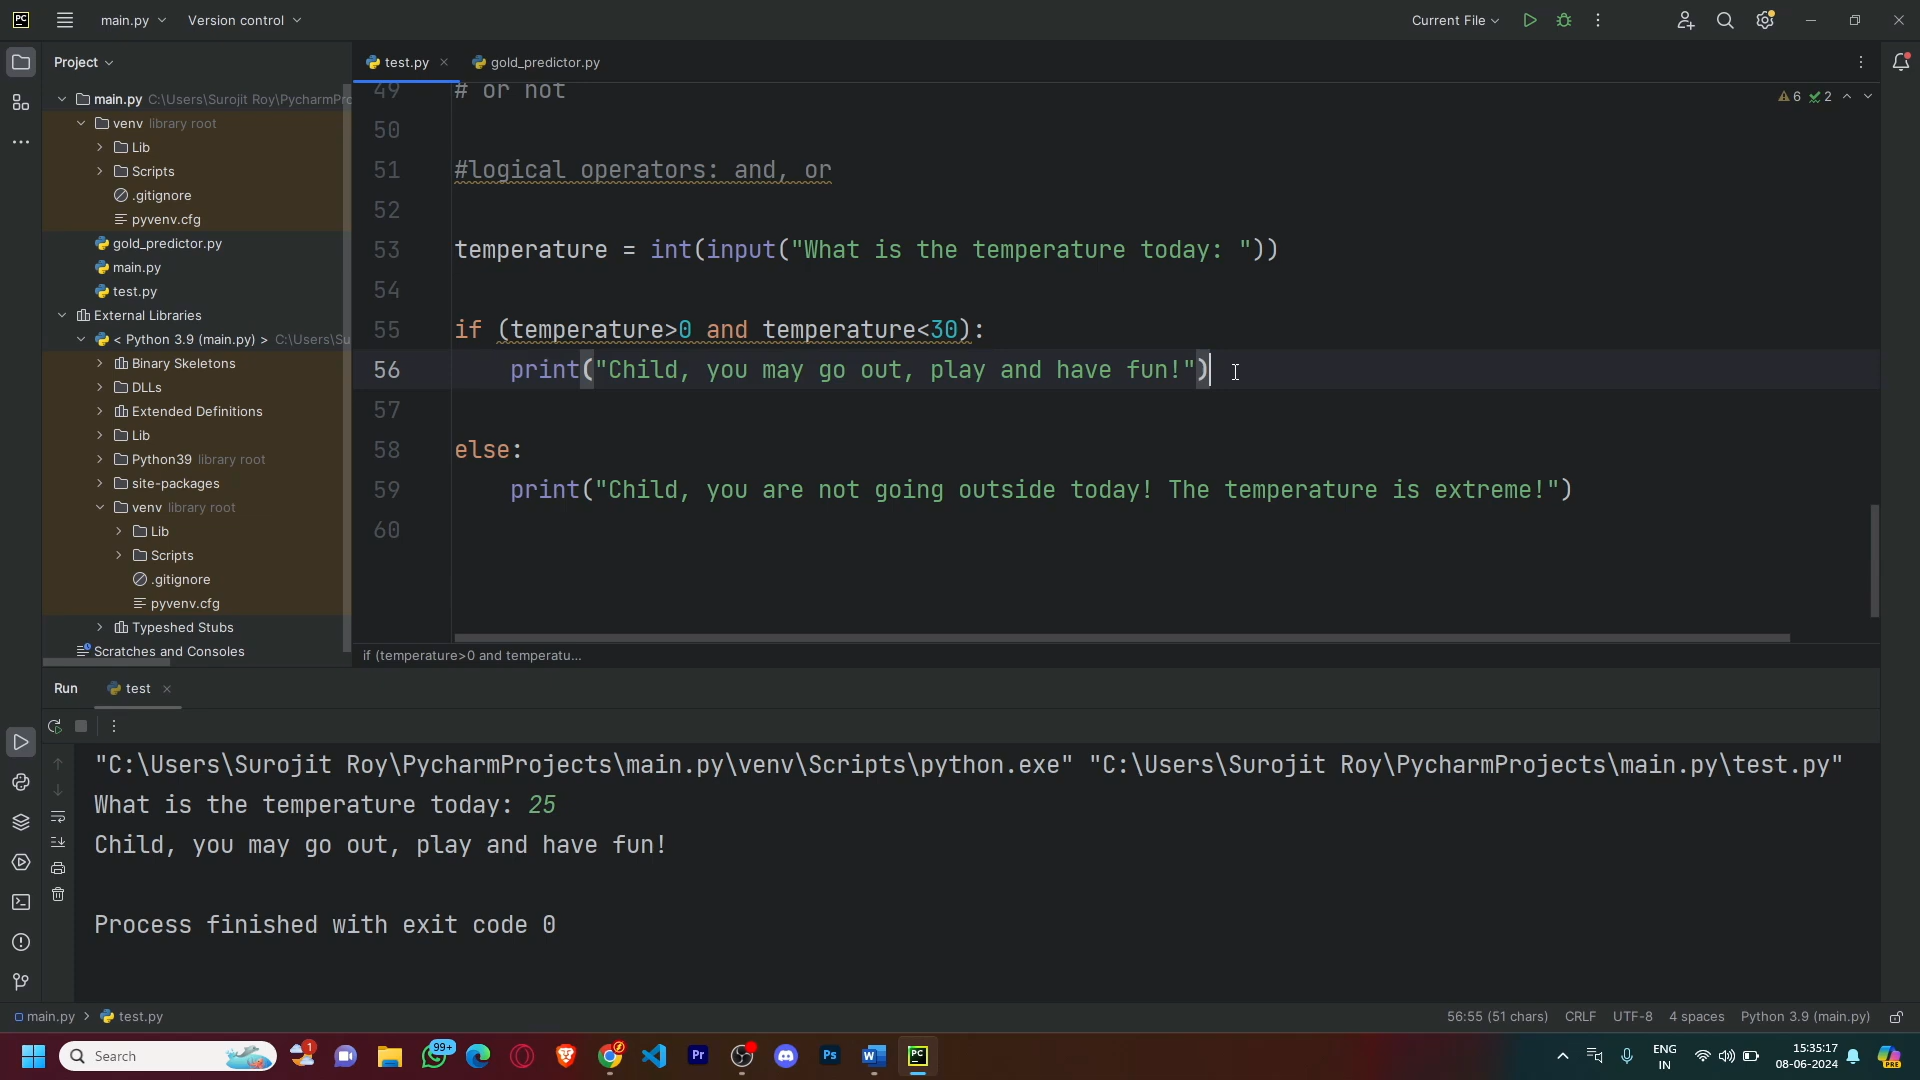 PC
main.py
Version control
Current File
Project
test.py
gold_predictor.py
main.py C:\Users\Surojit Roy\PycharmPro
venv library root
Lib
Scripts
.gitignore
pyvenv.cfg
gold_predictor.py
main.py
test.py
External Libraries
< Python 3.9 (main.py) > C:\Users\Su
Binary Skeletons
DLLs
Extended Definitions
Lib
Python39 library root
site-packages
venv library root
Lib
Scripts
.gitignore
pyvenv.cfg
Typeshed Stubs
Scratches and Consoles
6 2
49 # or not
50
51 #logical operators: and, or
52
53 temperature = int(input("What is the temperature today: "))
54
55 if (temperature>0 and temperature<30):
56 print("Child, you may go out, play and have fun!")
57
58 else:
59 print("Child, you are not going outside today! The temperature is extreme!")
60
if (temperature>0 and temperatu...
Run
test
"C:\Users\Surojit Roy\PycharmProjects\main.py\venv\Scripts\python.exe" "C:\Users\Surojit Roy\PycharmProjects\main.py\test.py"
What is the temperature today: 25
Child, you may go out, play and have fun!
Process finished with exit code 0
main.py > test.py
56:55 (51 chars)
CRLF
UTF-8
4 spaces
Python 3.9 (main.py)
Search
1
99+
Pr
Ps
W
PC
ENG
IN
15:35:17
08-06-2024
PRE